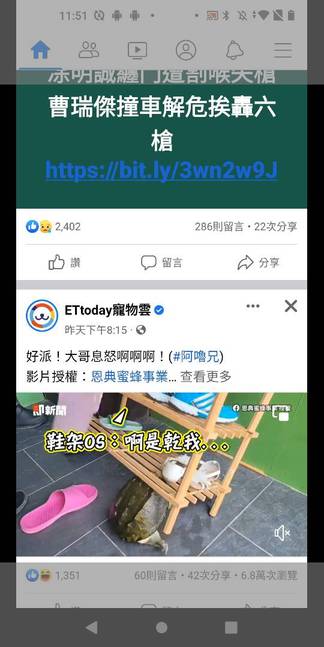 11:51
涂明誠纏鬥遭割喉失槍
曹瑞傑撞車解危挨轟六
槍
https://bit.ly/3wn2w9J
2,402
286則留言・22次分享
讚 留言 分享
ETtoday寵物雲
昨天下午8:15 ·
好派！大哥息怒啊啊啊！(#阿嚕兄)
影片授權：恩典蜜蜂事業... 查看更多
新聞
恩典蜜蜂事業
鞋架OS：啊是乾我...
1,351
60則留言・42次分享・6.8萬次瀏覽